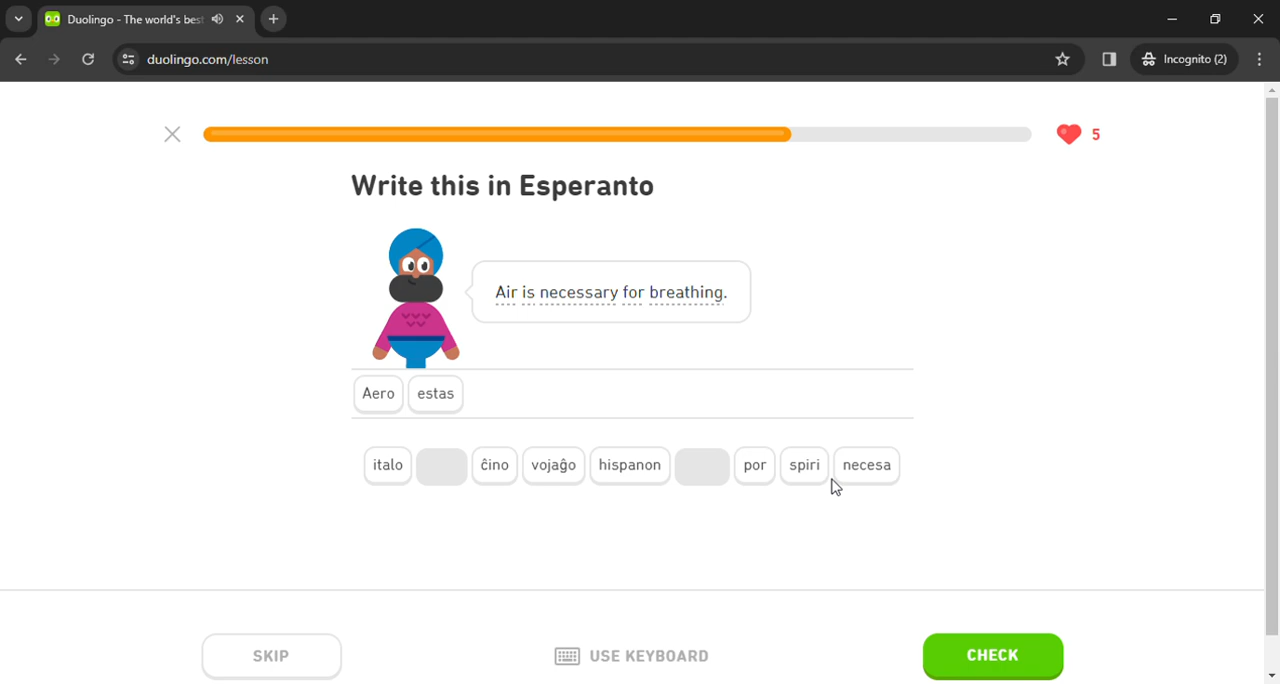 Duolingo - The world's bes
duolingo.com/lesson
Incognito (2)
5
Write this in Esperanto
Air is necessary for breathing.
Aero estas
italo ĉino vojaĝo hispanon por spiri necesa
SKIP USE KEYBOARD CHECK